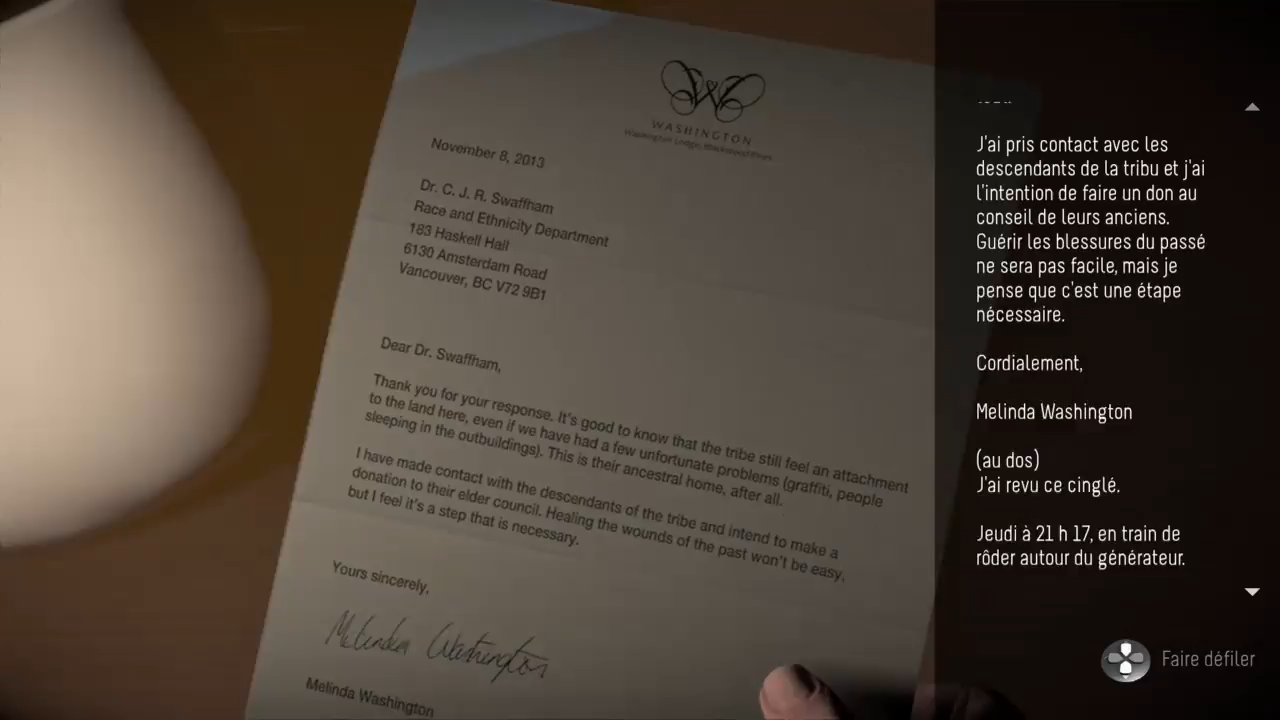 WASHINGTON
Washington Lodge, Blackwood Pines
November 8, 2013
Dr. C. J. R. Swaffham
Race and Ethnicity Department
183 Haskell Hall
6130 Amsterdam Road
Vancouver, BC V72 9B1
Dear Dr. Swaffham,
Thank you for your response. It's good to know that the tribe still feel an attachment
to the land here, even if we have had a few unfortunate problems (graffiti, people
sleeping in the outbuildings). This is their ancestral home, after all.
I have made contact with the descendants of the tribe and intend to make a
donation to their elder council. Healing the wounds of the past won't be easy,
but I feel it's a step that is necessary.
Yours sincerely,
Melinda Washington
Melinda Washington
J'ai pris contact avec les
descendants de la tribu et j'ai
l'intention de faire un don au
conseil de leurs anciens.
Guérir les blessures du passé
ne sera pas facile, mais je
pense que c'est une étape
nécessaire.
Cordialement,
Melinda Washington
(au dos)
J'ai revu ce cinglé.
Jeudi à 21 h 17, en train de
rôder autour du générateur.
Faire défiler